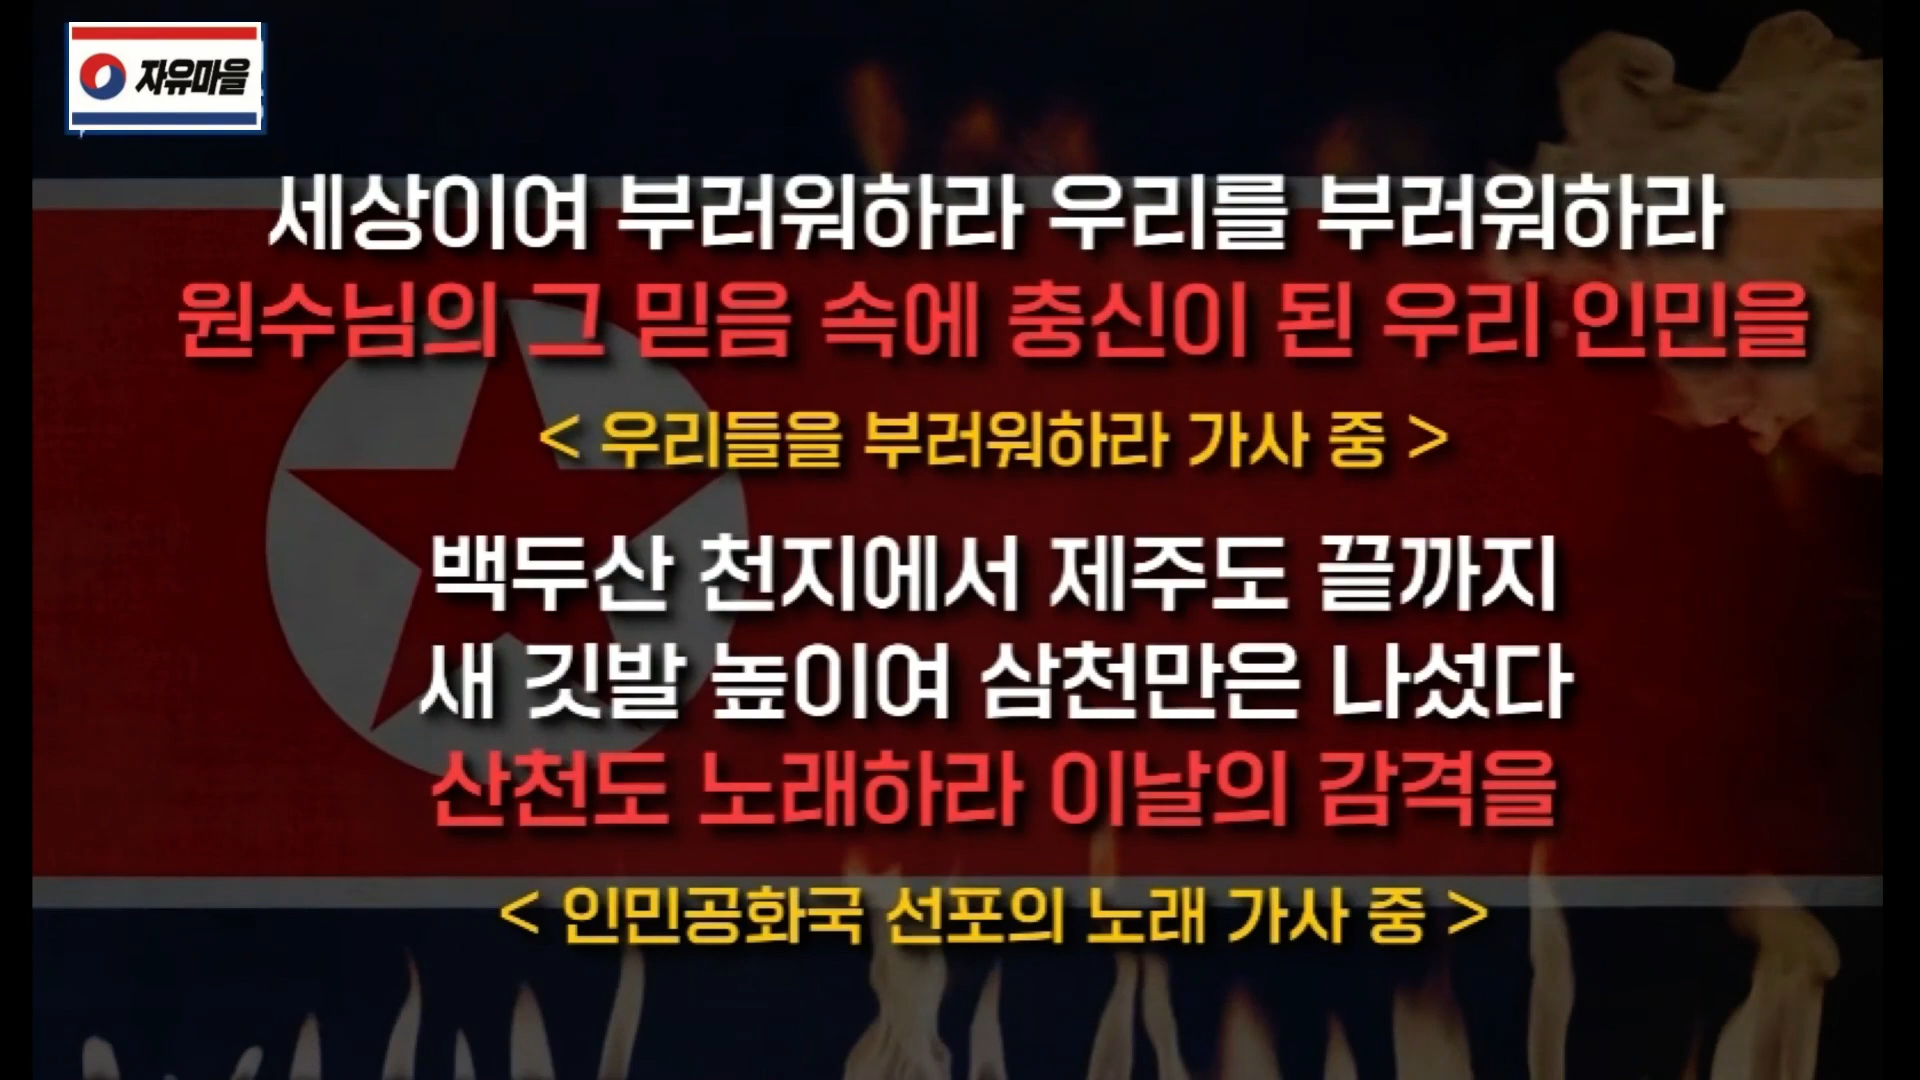 자유마을
세상이여 부러워하라 우리를 부러워하라
원수님의 그 믿음 속에 충신이 된 우리 인민을
< 우리들을 부러워하라 가사 중 >
백두산 천지에서 제주도 끝까지
새 깃발 높이여 삼천만은 나섰다
산천도 노래하라 이날의 감격을
< 인민공화국 선포의 노래 가사 중 >